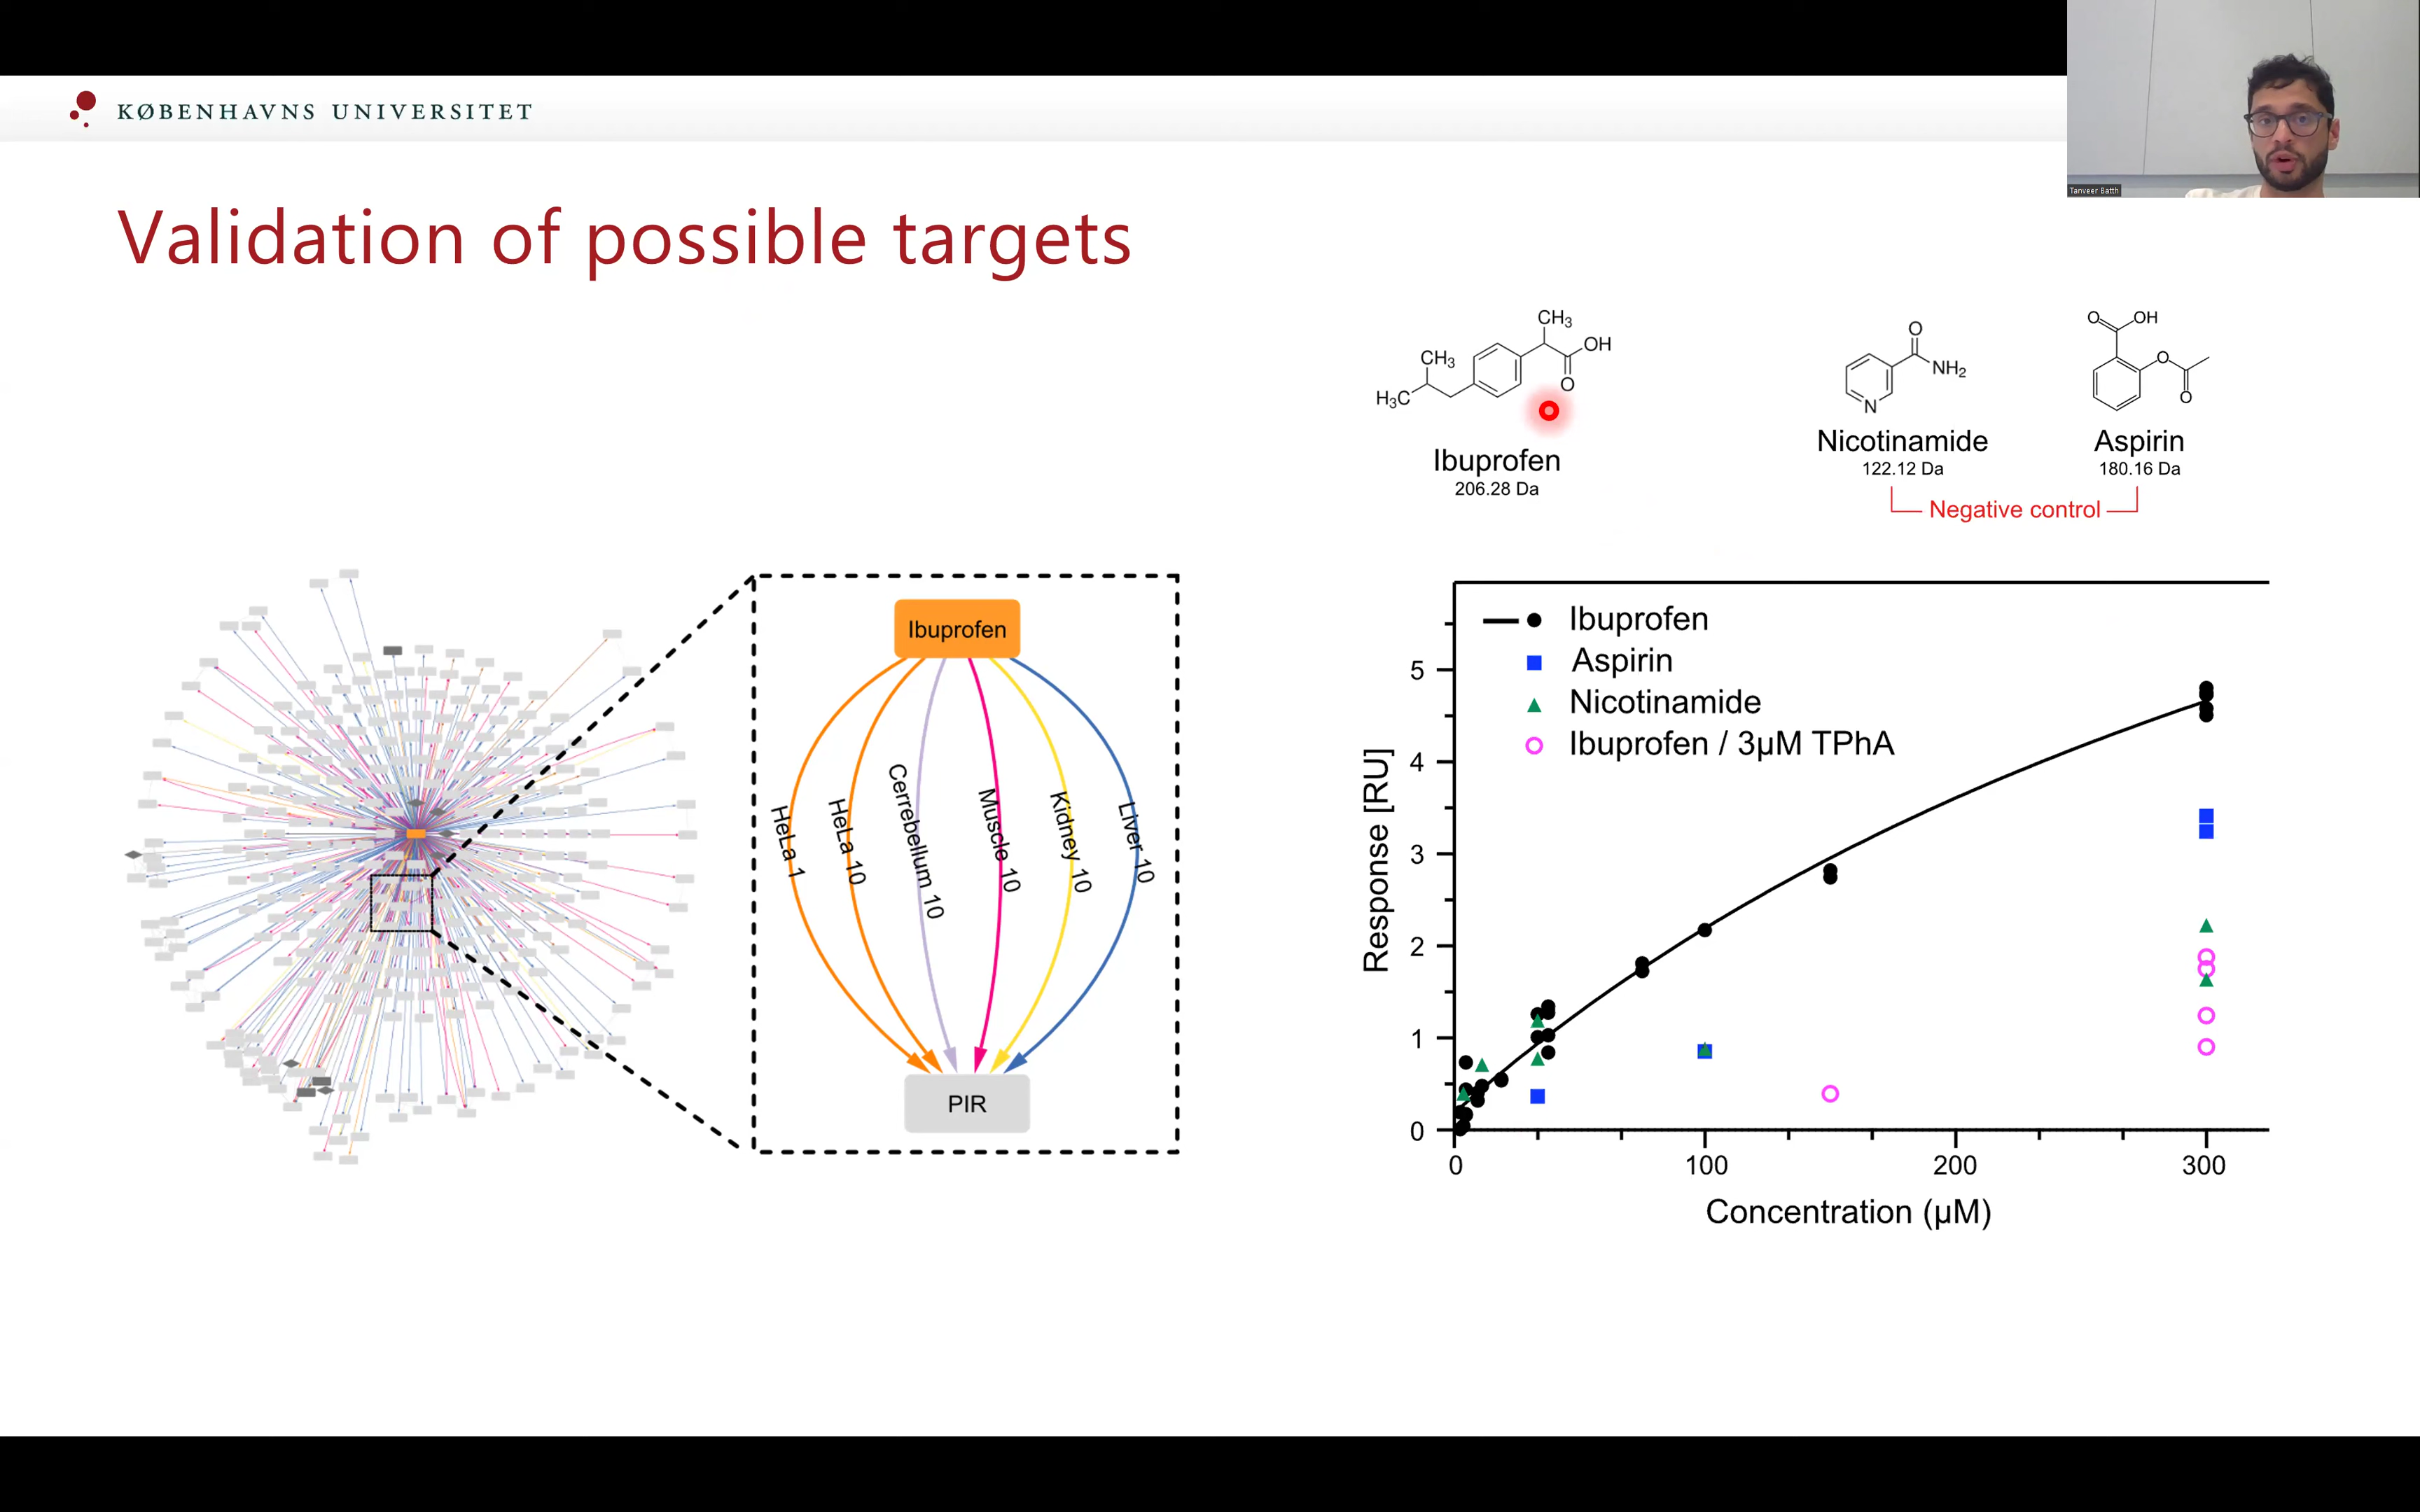 KØBENHAVNS UNIVERSITET
Tanveer Batth
Validation of possible targets
CH₃
CH₃
OH
H₃C
O
Ibuprofen
206.28 Da
O
NH₂
N
Nicotinamide
122.12 Da
O
OH
O
O
Aspirin
180.16 Da
Negative control
Ibuprofen
HeLa 1
HeLa 10
Cerrebellum 10
Muscle 10
Kidney 10
Liver 10
PIR
Ibuprofen
Aspirin
Nicotinamide
Ibuprofen / 3µM TPhA
Response [RU]
5
4
3
2
1
0
0
100
200
300
Concentration (µM)